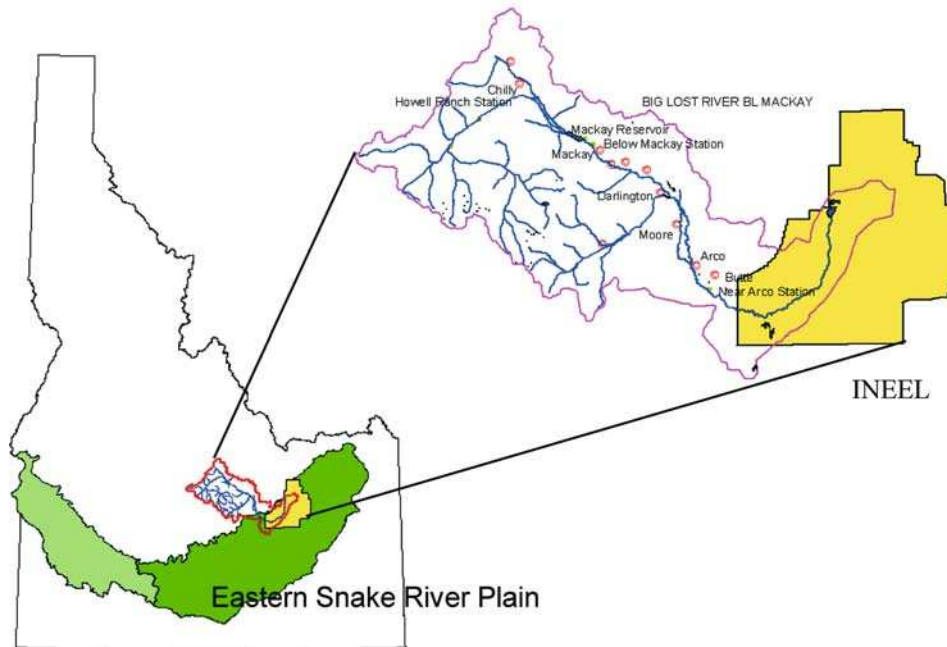 Chilly
Howell Ranch Station
BIG LOST RIVER BL MACKAY
Mackay Reservoir
Below Mackay Station
Mackay
Darlington
Moore
Arco
Butte
Near Arco Station
INEEL
Eastern Snake River Plain